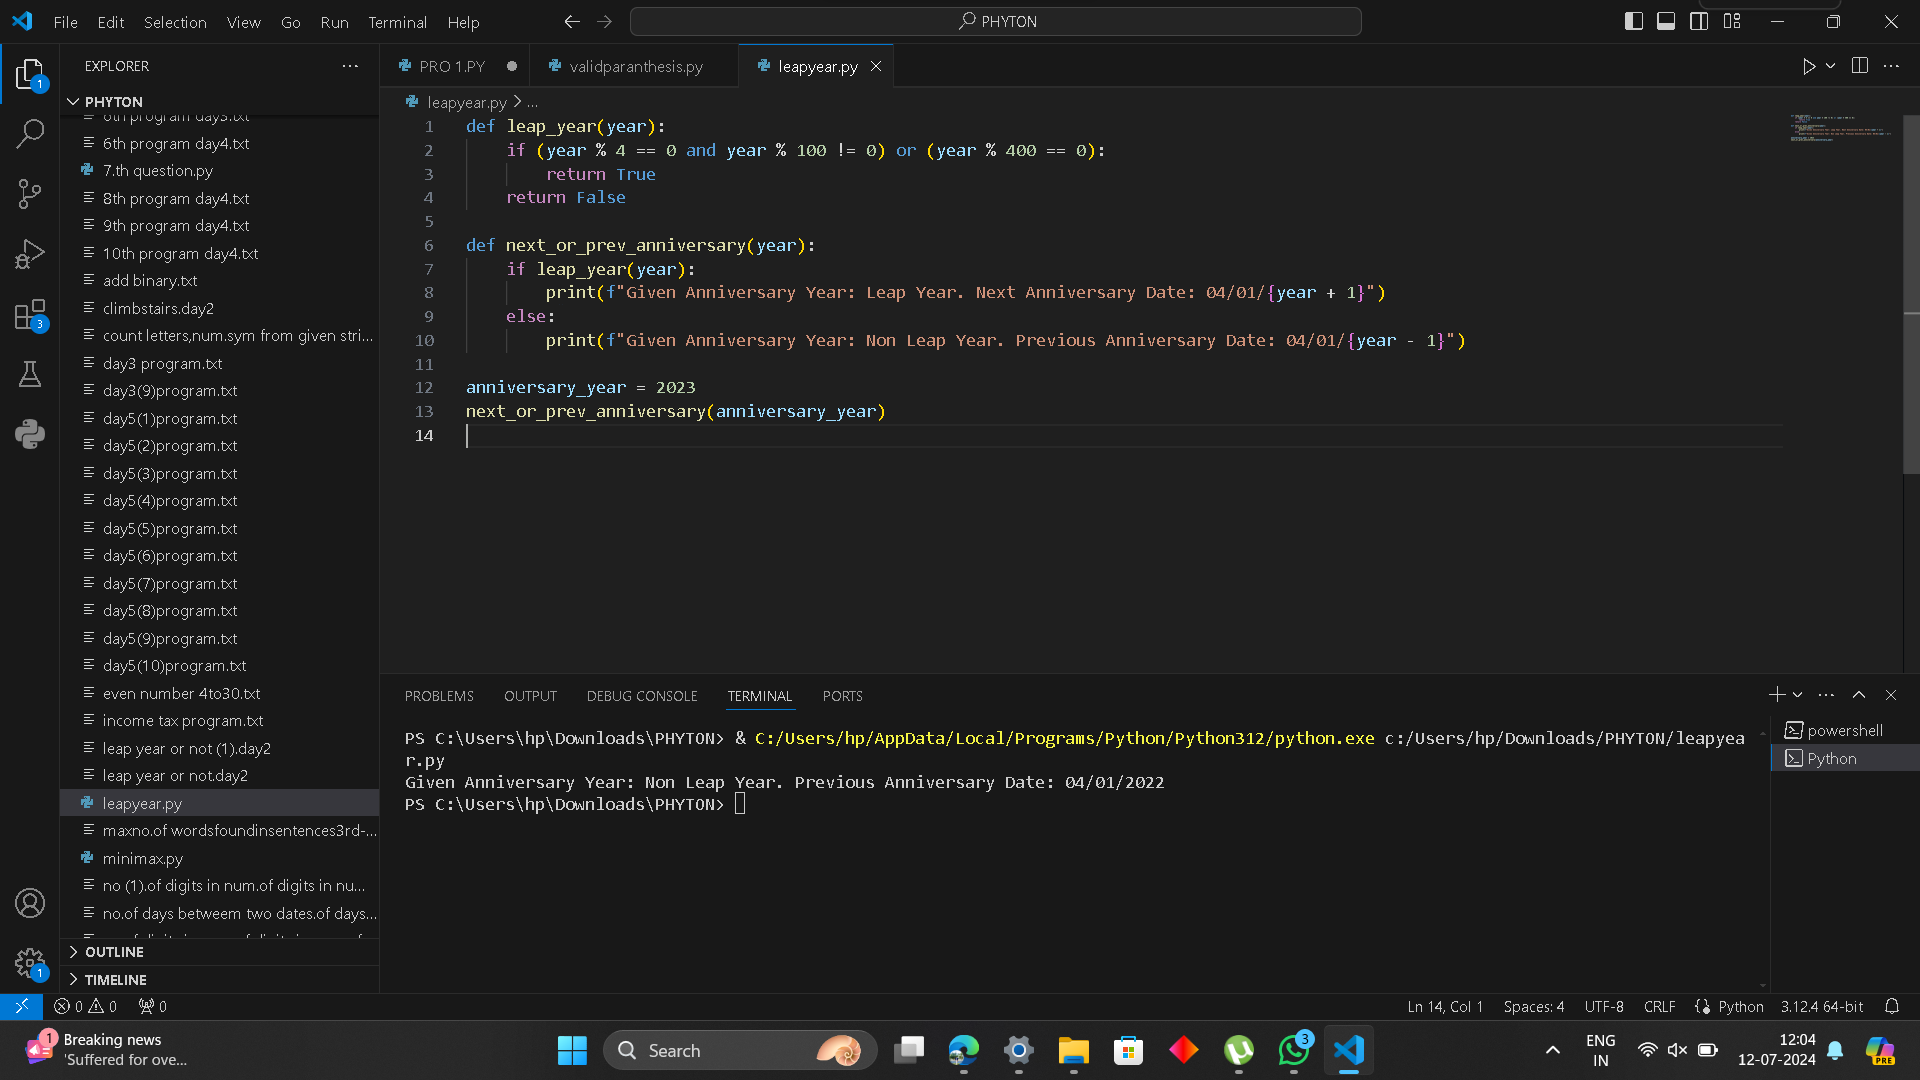 File Edit Selection View Go Run Terminal Help
PHYTON
EXPLORER
PHYTON
6th program day3.txt
6th program day4.txt
7.th question.py
8th program day4.txt
9th program day4.txt
10th program day4.txt
add binary.txt
climbstairs.day2
count letters,num.sym from given stri...
day3 program.txt
day3(9)program.txt
day5(1)program.txt
day5(2)program.txt
day5(3)program.txt
day5(4)program.txt
day5(5)program.txt
day5(6)program.txt
day5(7)program.txt
day5(8)program.txt
day5(9)program.txt
day5(10)program.txt
even number 4to30.txt
income tax program.txt
leap year or not (1).day2
leap year or not.day2
leapyear.py
maxno.of wordsfoundinsentences3rd-...
minimax.py
no (1).of digits in num.of digits in nu...
no.of days betweem two dates.of days...
OUTLINE
TIMELINE
1
3
1
PRO 1.PY validparanthesis.py leapyear.py
leapyear.py > ...
1 def leap_year(year):
2 if (year % 4 == 0 and year % 100 != 0) or (year % 400 == 0):
3 return True
4 return False
5
6 def next_or_prev_anniversary(year):
7 if leap_year(year):
8 print(f"Given Anniversary Year: Leap Year. Next Anniversary Date: 04/01/{year + 1}")
9 else:
10 print(f"Given Anniversary Year: Non Leap Year. Previous Anniversary Date: 04/01/{year - 1}")
11
12 anniversary_year = 2023
13 next_or_prev_anniversary(anniversary_year)
14
PROBLEMS OUTPUT DEBUG CONSOLE TERMINAL PORTS
PS C:\Users\hp\Downloads\PHYTON> & C:/Users/hp/AppData/Local/Programs/Python/Python312/python.exe c:/Users/hp/Downloads/PHYTON/leapyea
r.py
Given Anniversary Year: Non Leap Year. Previous Anniversary Date: 04/01/2022
PS C:\Users\hp\Downloads\PHYTON>
powershell
Python
0 0 0
Ln 14, Col 1 Spaces: 4 UTF-8 CRLF Python 3.12.4 64-bit
1
Breaking news
'Suffered for ove...
Search
3
ENG
IN
12:04
12-07-2024
PRE